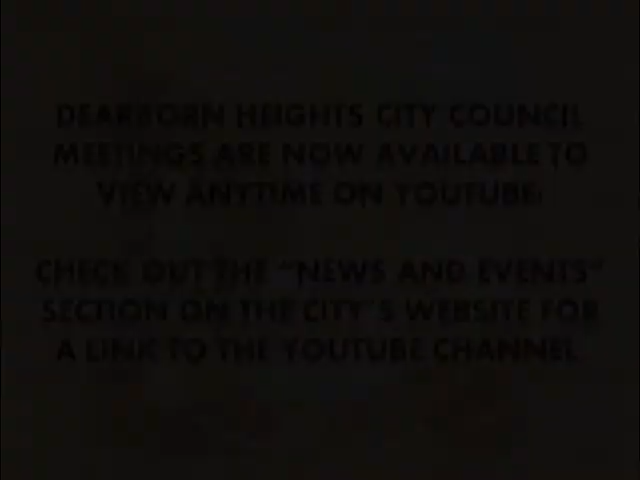 DEARBORN HEIGHTS CITY COUNCIL
MEETINGS ARE NOW AVAILABLE TO
VIEW ANYTIME ON YOUTUBE.
CHECK OUT THE "NEWS AND EVENTS"
SECTION ON THE CITY'S WEBSITE FOR
A LINK TO THE YOUTUBE CHANNEL